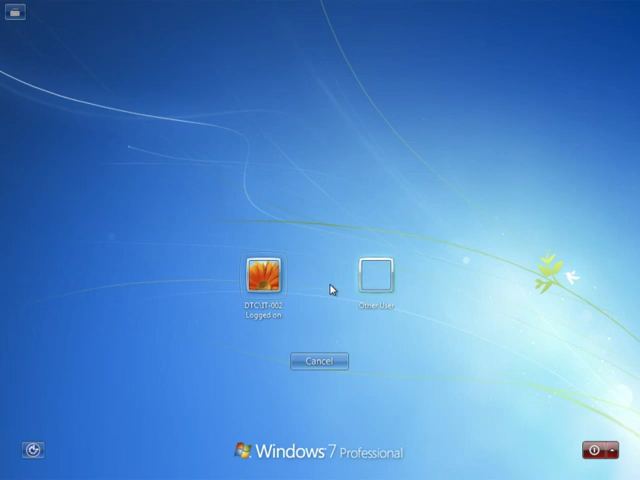 DTC\IT-002
Logged on
Other User
Cancel
Windows 7 Professional